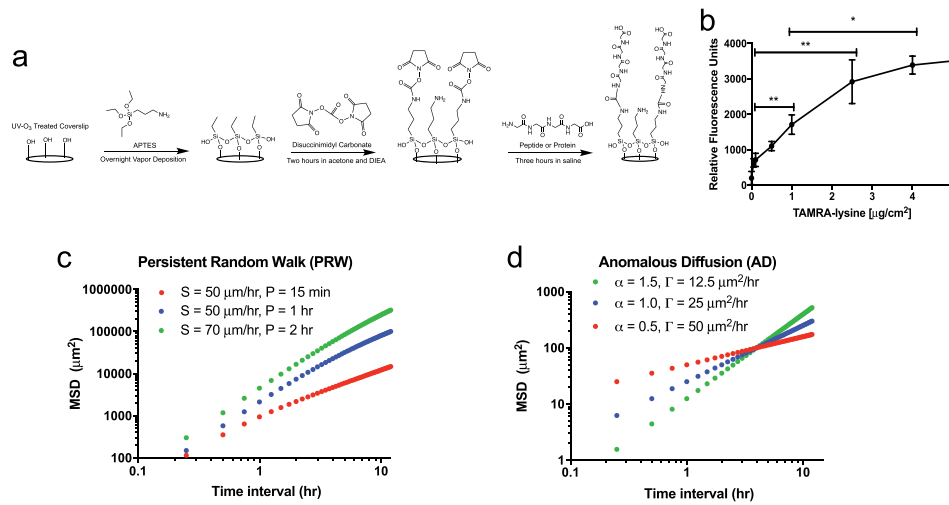 a
UV-O₃ Treated Coverslip
OH OH OH
APTES
Overnight Vapor Deposition
Disuccinimidyl Carbonate
Two hours in acetone and DIEA
Peptide or Protein
Three hours in saline
b
Relative Fluorescence Units
4000
3000
2000
1000
0
** ** *
0 1 2 3 4
TAMRA-lysine [µg/cm²]
c
Persistent Random Walk (PRW)
S = 50 µm/hr, P = 15 min
S = 50 µm/hr, P = 1 hr
S = 70 µm/hr, P = 2 hr
MSD (µm²)
1000000
100000
10000
1000
100
0.1 1 10
Time interval (hr)
d
Anomalous Diffusion (AD)
α = 1.5, Γ = 12.5 µm²/hr
α = 1.0, Γ = 25 µm²/hr
α = 0.5, Γ = 50 µm²/hr
MSD (µm²)
1000
100
10
1
0.1 1 10
Time interval (hr)